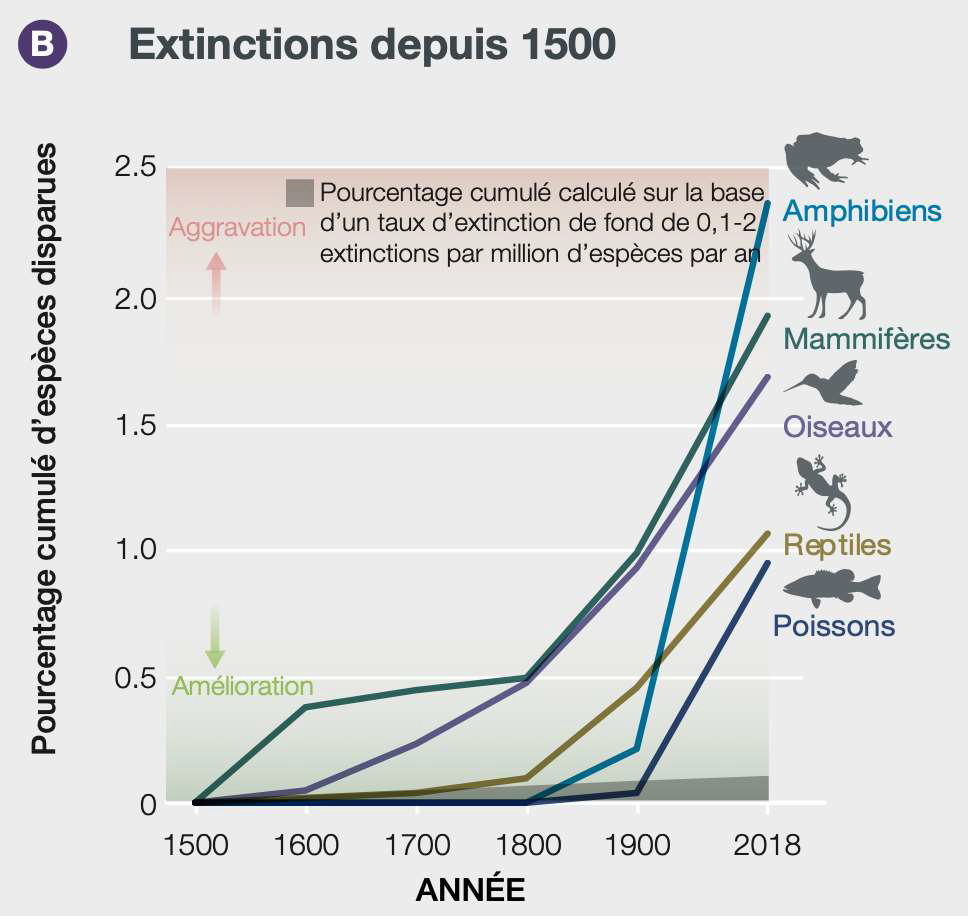 B
Extinctions depuis 1500
Pourcentage cumulé d'espèces disparues
2.5
2.0
1.5
1.0
0.5
0
Pourcentage cumulé calculé sur la base
d'un taux d'extinction de fond de 0,1-2
extinctions par million d'espèces par an
Aggravation
Amélioration
Amphibiens
Mammifères
Oiseaux
Reptiles
Poissons
1500 1600 1700 1800 1900 2018
ANNÉE